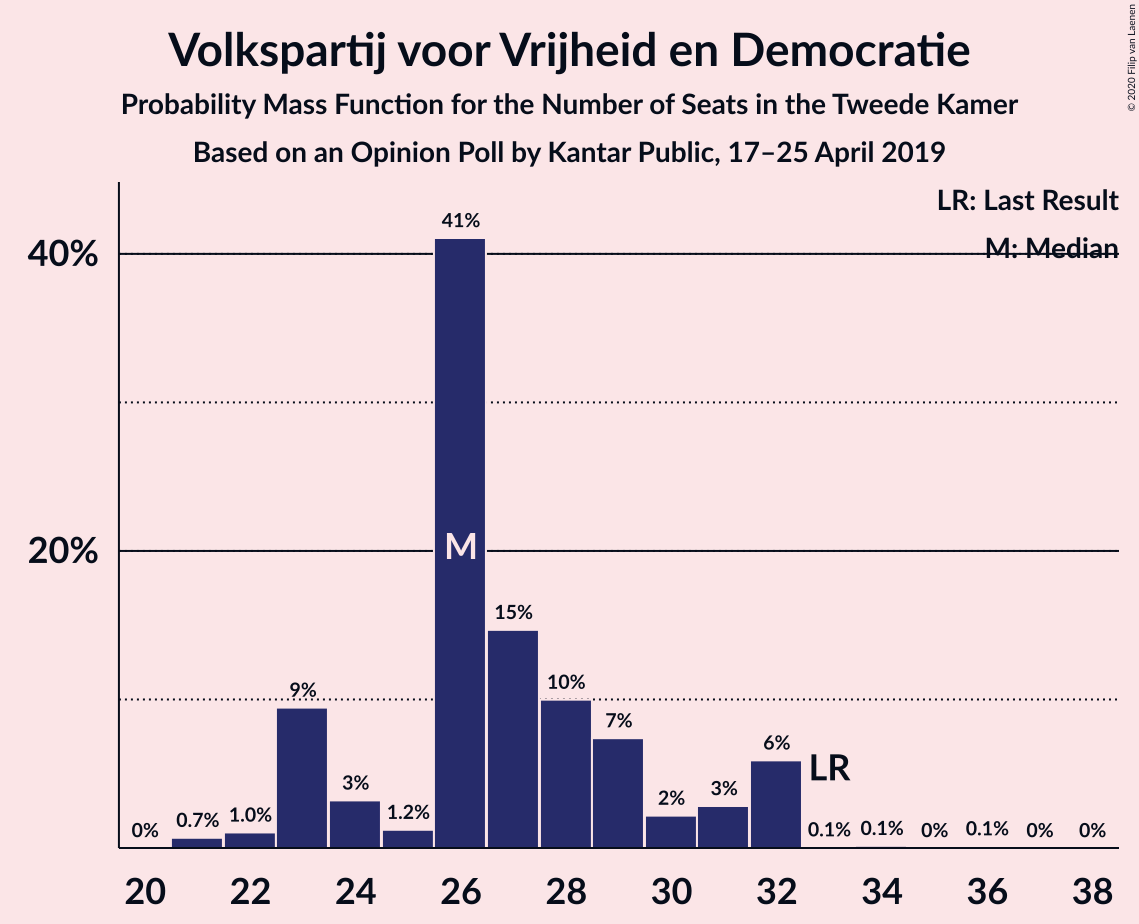 Volkspartij voor Vrijheid en Democratie
Probability Mass Function for the Number of Seats in the Tweede Kamer
Based on an Opinion Poll by Kantar Public, 17–25 April 2019
© 2020 Filip van Laenen
LR: Last Result
M: Median
40%
20%
41%
M
15%
10%
9%
7%
6%
LR
3%
3%
2%
1.2%
1.0%
0.7%
0%
0.1%
0.1%
0%
0.1%
0%
0%
20 22 24 26 28 30 32 34 36 38